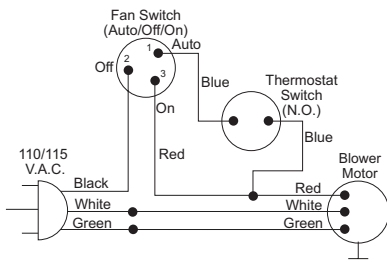 Fan Switch
(Auto/Off/On)
1
Auto
Off
2
3
On
Blue
Thermostat
Switch
(N.O.)
Blue
Red
110/115
V.A.C.
Black
White
Green
Blower
Motor
Red
White
Green